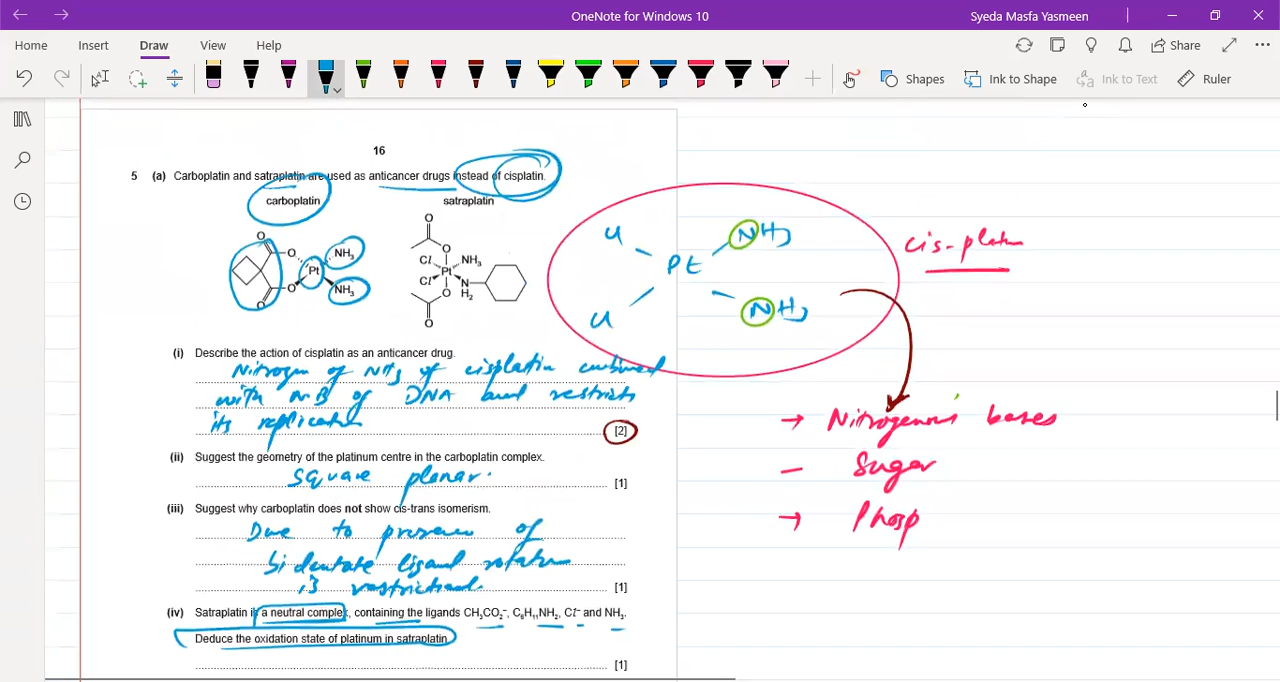 OneNote for Windows 10
Syeda Masfa Yasmeen
Home Insert Draw View Help
Share
Shapes Ink to Shape Ink to Text Ruler
16
5 (a) Carboplatin and satraplatin are used as anticancer drugs instead of cisplatin.
carboplatin satraplatin
O O Pt NH3
O O NH3
O O Cl NH3 Pt
Cl N H2 O O
Pt NH3
NH3
cis-platin
(i) Describe the action of cisplatin as an anticancer drug.
Nitrogen of NH3 of cisplatin combined
with NB of DNA and restricts
its replication
[2]
Nitrogenous bases
Sugar
Phosp
(ii) Suggest the geometry of the platinum centre in the carboplatin complex.
square planar.
[1]
(iii) Suggest why carboplatin does not show cis-trans isomerism.
Due to presence of
bidentate ligand rotation
is restricted.
[1]
(iv) Satraplatin is a neutral complex, containing the ligands CH3CO2–, C6H11NH2, Cl– and NH3.
Deduce the oxidation state of platinum in satraplatin
[1]